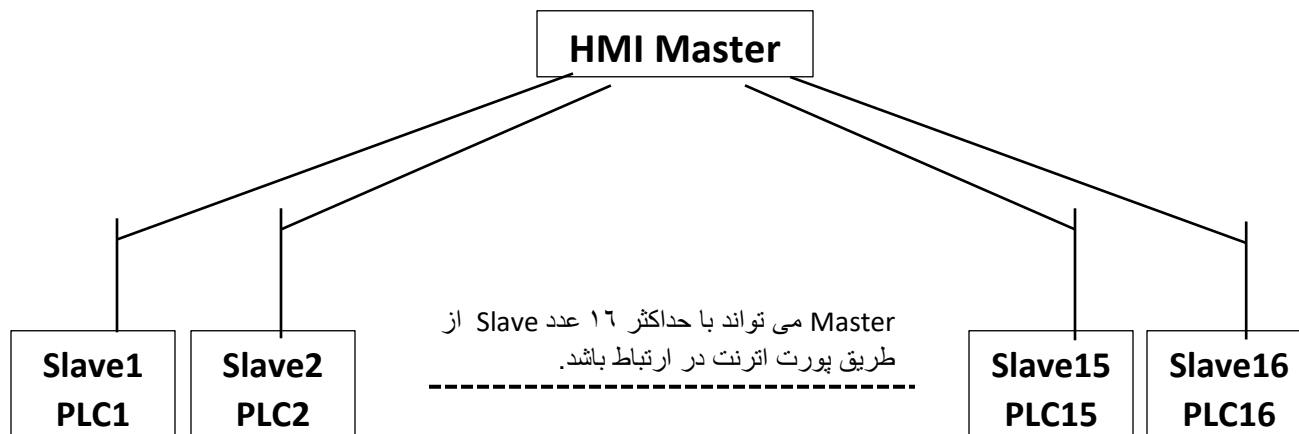 HMI Master
Master می تواند با حداکثر ١٦ عدد Slave از
طریق پورت اترنت در ارتباط باشد.
Slave1
PLC1
Slave2
PLC2
Slave15
PLC15
Slave16
PLC16